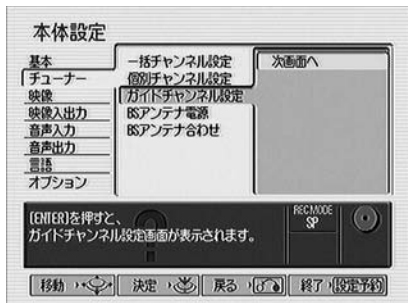 本体設定
基本
チューナー
映像
映像入出力
音声入力
音声出力
言語
オプション
一括チャンネル設定
個別チャンネル設定
ガイドチャンネル設定
BSアンテナ電源
BSアンテナ合わせ
次画面へ
[ENTER]を押すと、
ガイドチャンネル設定画面が表示されます。
REC MODE
SP
移動 決定 戻る 終了 設定予約